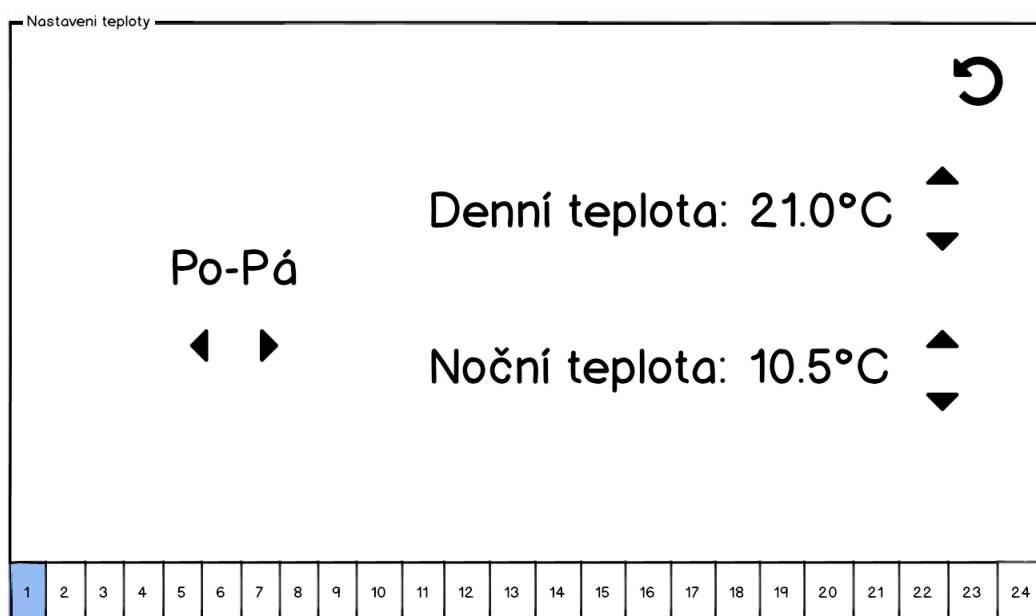 Nastaveni teploty
Denní teplota: 21.0°C
Po-Pá
Noční teplota: 10.5°C
1 2 3 4 5 6 7 8 9 10 11 12 13 14 15 16 17 18 19 20 21 22 23 24